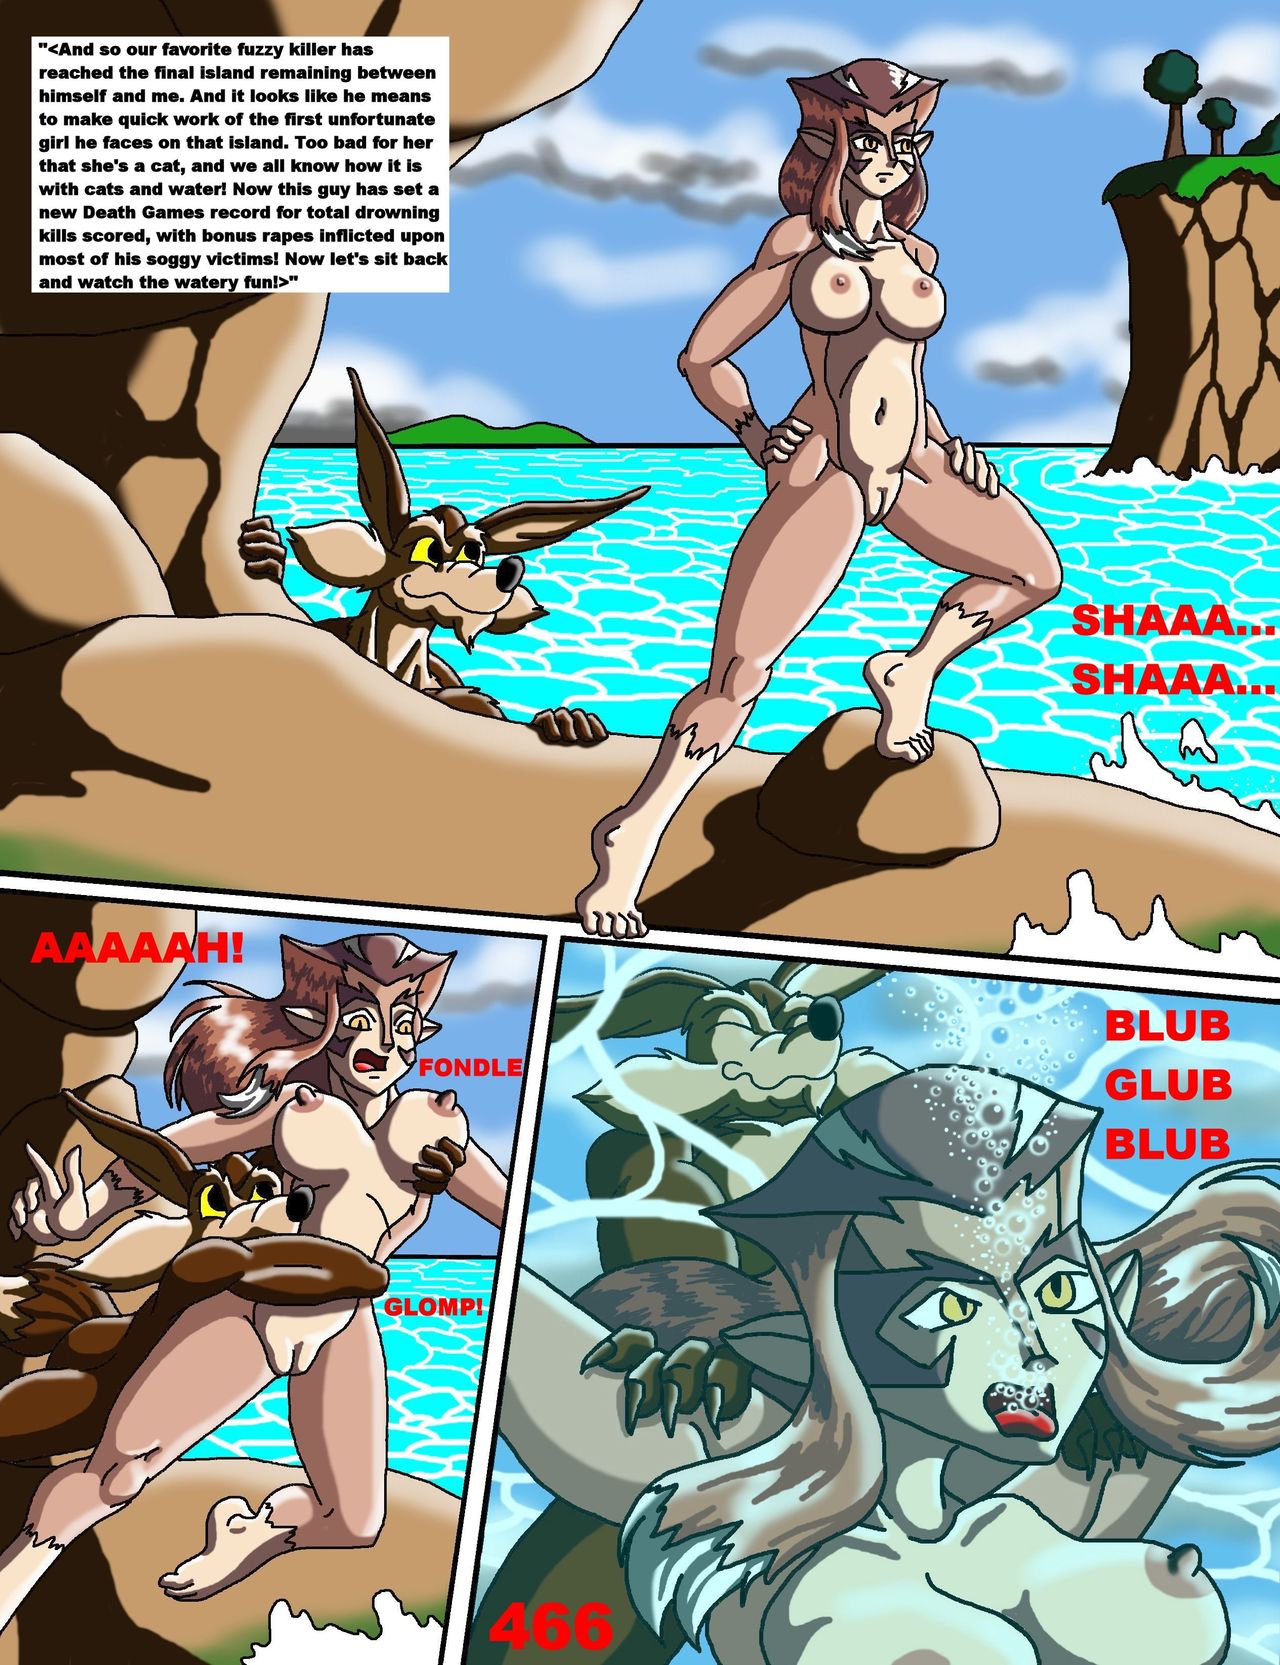 "<And so our favorite fuzzy killer has
reached the final island remaining between
himself and me. And it looks like he means
to make quick work of the first unfortunate
girl he faces on that island. Too bad for her
that she's a cat, and we all know how it is
with cats and water! Now this guy has set a
new Death Games record for total drowning
kills scored, with bonus rapes inflicted upon
most of his soggy victims! Now let's sit back
and watch the watery fun!>"
SHAAA...
SHAAA...
AAAAAH!
FONDLE
GLOMP!
BLUB
GLUB
BLUB
466